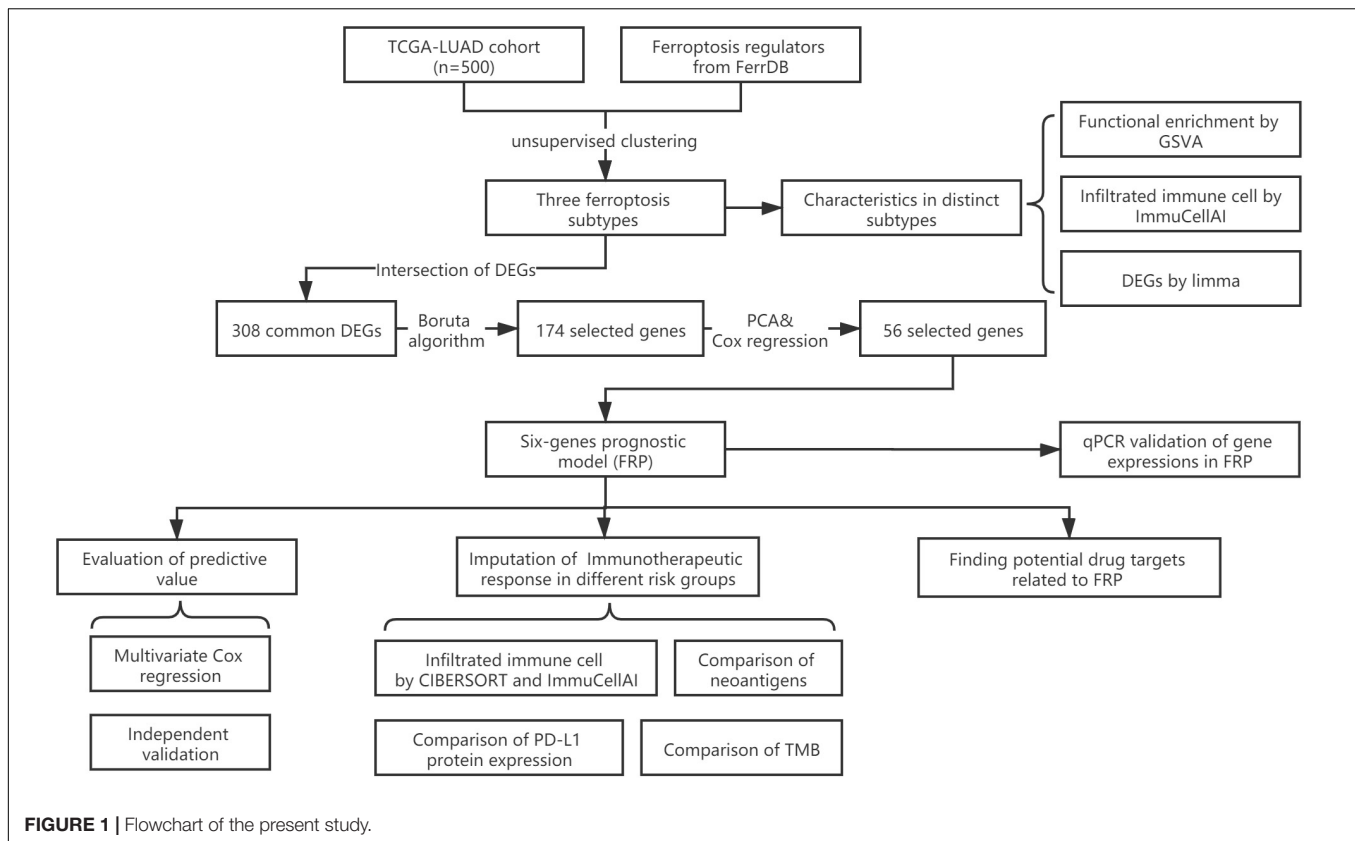 TCGA-LUAD cohort
(n=500)
Ferroptosis regulators
from FerrDB
unsupervised clustering
Three ferroptosis
subtypes
Characteristics in distinct
subtypes
Functional enrichment by
GSVA
Infiltrated immune cell by
ImmuCellAI
DEGs by limma
Intersection of DEGs
308 common DEGs
Boruta
algorithm
174 selected genes
PCA&
Cox regression
56 selected genes
Six-genes prognostic
model (FRP)
qPCR validation of gene
expressions in FRP
Evaluation of predictive
value
Imputation of Immunotherapeutic
response in different risk groups
Finding potential drug targets
related to FRP
Multivariate Cox
regression
Independent
validation
Infiltrated immune cell
by CIBERSORT and ImmuCellAI
Comparison of
neoantigens
Comparison of PD-L1
protein expression
Comparison of TMB
FIGURE 1 | Flowchart of the present study.